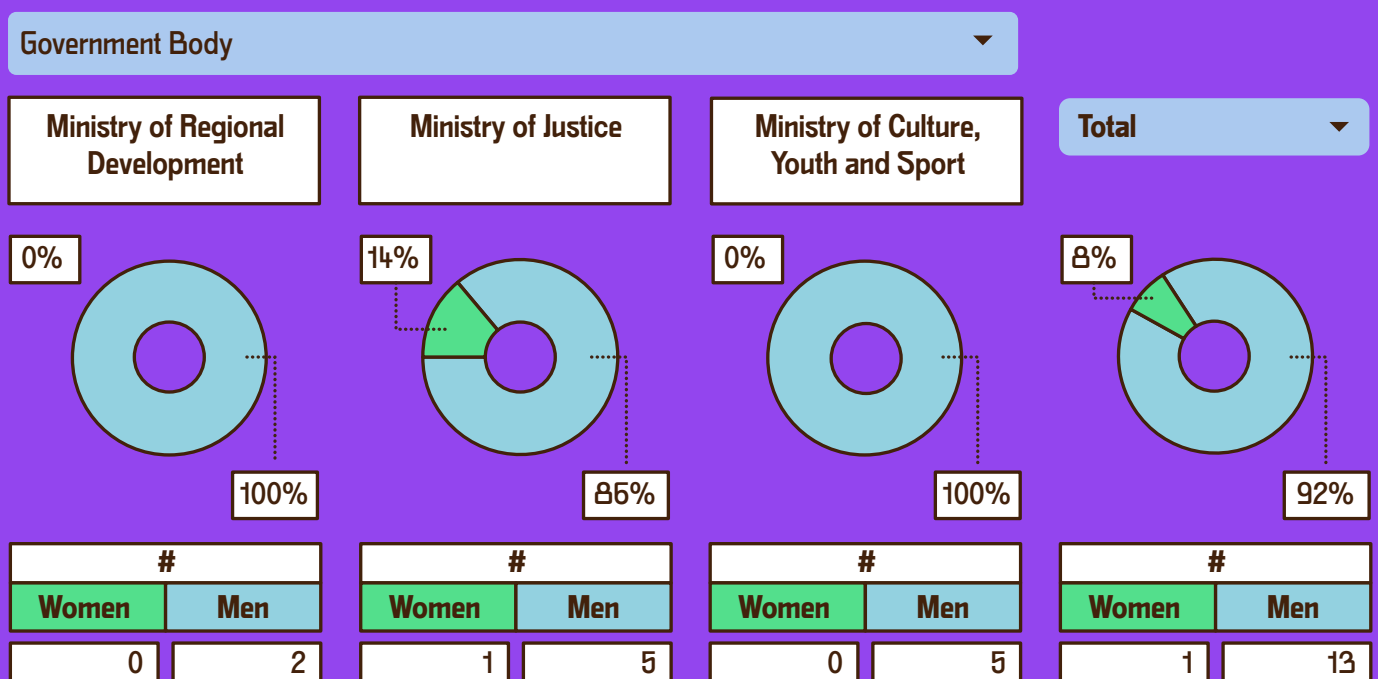 Government Body
Ministry of Regional
Development
Ministry of Justice
Ministry of Culture,
Youth and Sport
Total
0%
14%
0%
8%
100%
86%
100%
92%
# # # #
Women Men Women Men Women Men Women Men
0 2 1 5 0 5 1 13